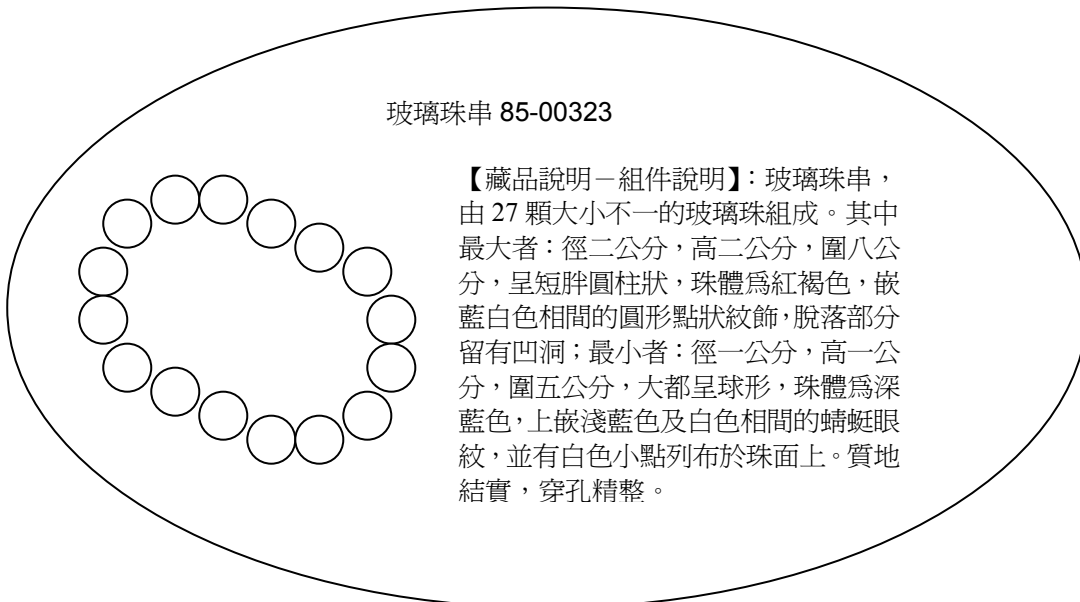 玻璃珠串 85-00323
【藏品說明－組件說明】：玻璃珠串，
由 27 顆大小不一的玻璃珠組成。其中
最大者：徑二公分，高二公分，圍八公
分，呈短胖圓柱狀，珠體爲紅褐色，嵌
藍白色相間的圓形點狀紋飾，脫落部分
留有凹洞；最小者：徑一公分，高一公
分，圍五公分，大都呈球形，珠體爲深
藍色，上嵌淺藍色及白色相間的蜻蜓眼
紋，並有白色小點列布於珠面上。質地
結實，穿孔精整。